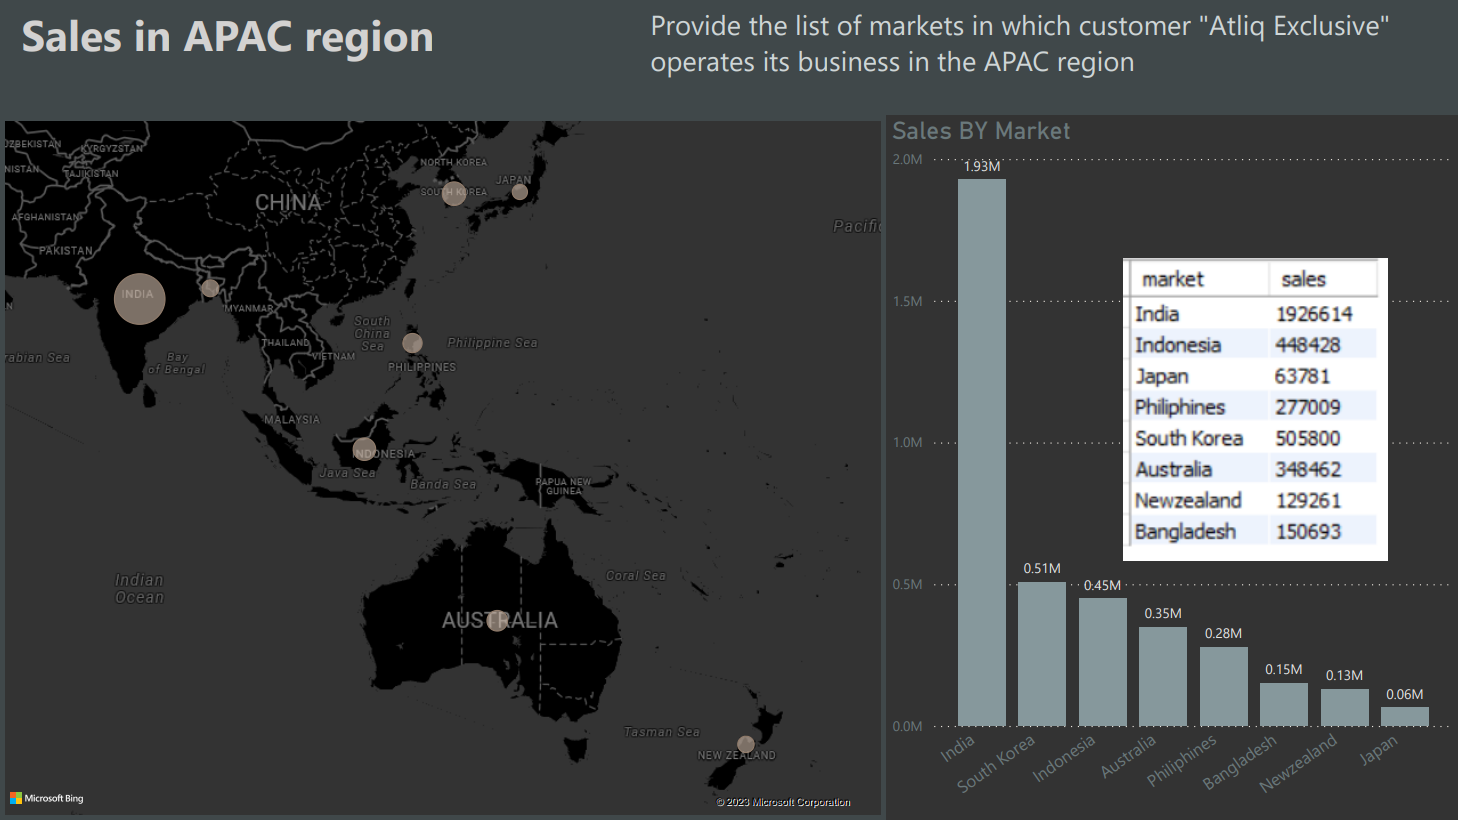 Sales in APAC region
Provide the list of markets in which customer "Atliq Exclusive"
operates its business in the APAC region
UZBEKISTAN
KYRGYZSTAN
TAJIKISTAN
AFGHANISTAN
PAKISTAN
INDIA
CHINA
NORTH KOREA
SOUTH KOREA
JAPAN
Pacific
MYANMAR
THAILAND
VIETNAM
South
China
Sea
Philippine Sea
PHILIPPINES
rabian Sea
Bay
of Bengal
MALAYSIA
INDONESIA
Java Sea
Banda Sea
PAPUA NEW
GUINEA
Indian
Ocean
Coral Sea
AUSTRALIA
Tasman Sea
NEW ZEALAND
Microsoft Bing
© 2023 Microsoft Corporation
Sales BY Market
2.0M
1.5M
1.0M
0.5M
0.0M
1.93M
0.51M
0.45M
0.35M
0.28M
0.15M
0.13M
0.06M
India
South Korea
Indonesia
Australia
Philiphines
Bangladesh
Newzealand
Japan
market sales
India 1926614
Indonesia 448428
Japan 63781
Philiphines 277009
South Korea 505800
Australia 348462
Newzealand 129261
Bangladesh 150693